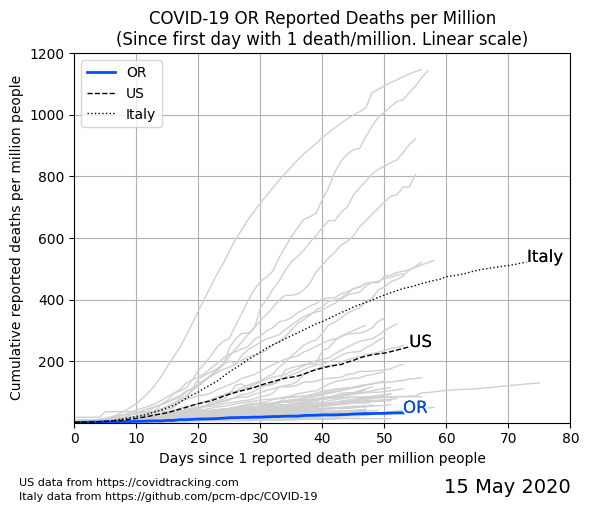 COVID-19 OR Reported Deaths per Million
(Since first day with 1 death/million. Linear scale)
Cumulative reported deaths per million people
1200
1000
800
600
400
200
OR
US
Italy
Italy
US
OR
0 10 20 30 40 50 60 70 80
Days since 1 reported death per million people
US data from https://covidtracking.com
Italy data from https://github.com/pcm-dpc/COVID-19
15 May 2020